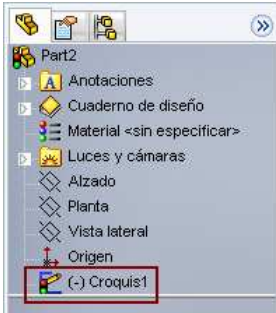 Part2
A Anotaciones
Cuaderno de diseño
Material <sin especificar>
Luces y cámaras
Alzado
Planta
Vista lateral
Origen
(-) Croquis1